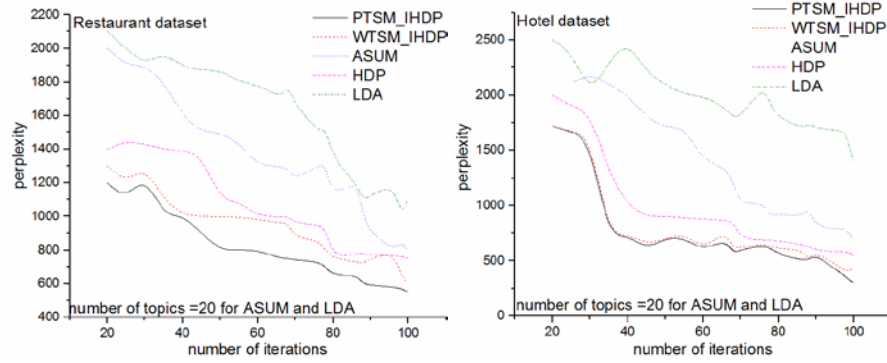 Restaurant dataset
PTSM_IHDP
WTSM_IHDP
ASUM
HDP
LDA
2200
2000
1800
1600
1400
1200
1000
800
600
400
perplexity
number of topics =20 for ASUM and LDA
20
40
60
80
100
number of iterations
Hotel dataset
PTSM_IHDP
WTSM_IHDP
ASUM
HDP
LDA
2500
2000
1500
1000
500
0
perplexity
number of topics =20 for ASUM and LDA
20
40
60
80
100
number of iterations